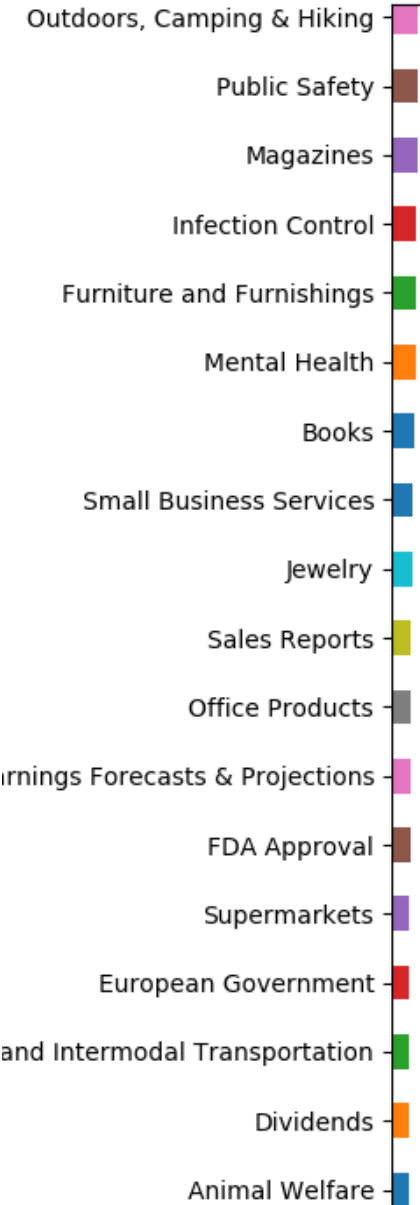 Outdoors, Camping & Hiking
Public Safety
Magazines
Infection Control
Furniture and Furnishings
Mental Health
Books
Small Business Services
Jewelry
Sales Reports
Office Products
rnings Forecasts & Projections
FDA Approval
Supermarkets
European Government
and Intermodal Transportation
Dividends
Animal Welfare